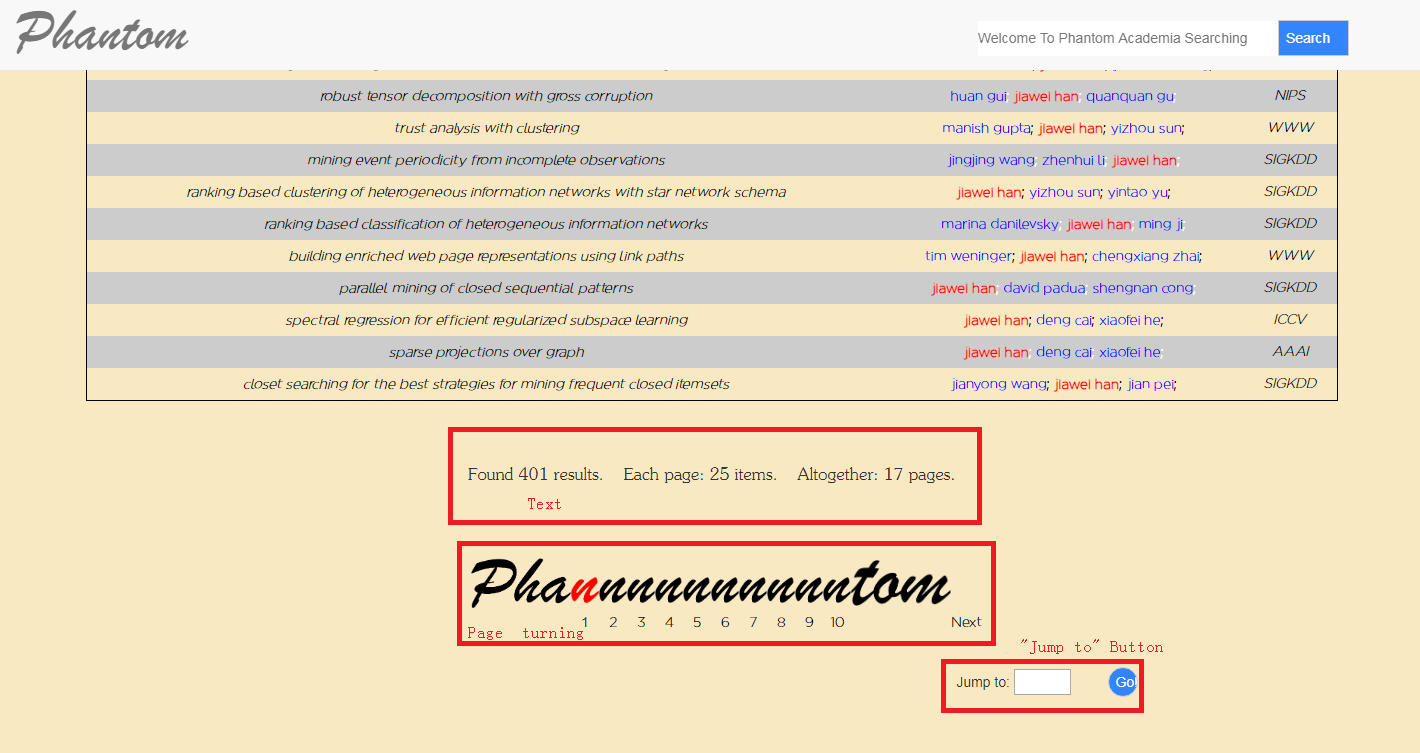 Phantom
Welcome To Phantom Academia Searching Search
robust tensor decomposition with gross corruption huan gui; jiawei han; quanquan gu; NIPS
trust analysis with clustering manish gupta; jiawei han; yizhou sun; WWW
mining event periodicity from incomplete observations jingjing wang; zhenhui li; jiawei han; SIGKDD
ranking based clustering of heterogeneous information networks with star network schema jiawei han; yizhou sun; yintao yu; SIGKDD
ranking based classification of heterogeneous information networks marina danilevsky; jiawei han; ming ji; SIGKDD
building enriched web page representations using link paths tim weninger; jiawei han; chengxiang zhai; WWW
parallel mining of closed sequential patterns jiawei han; david padua; shengnan cong; SIGKDD
spectral regression for efficient regularized subspace learning jiawei han; deng cai; xiaofei he; ICCV
sparse projections over graph jiawei han; deng cai; xiaofei he; AAAI
closet searching for the best strategies for mining frequent closed itemsets jianyong wang; jiawei han; jian pei; SIGKDD
Found 401 results. Each page: 25 items. Altogether: 17 pages.
Text
Phannnnnnnnnntom
1 2 3 4 5 6 7 8 9 10 Next
Page turning
"Jump to" Button
Jump to: Go!